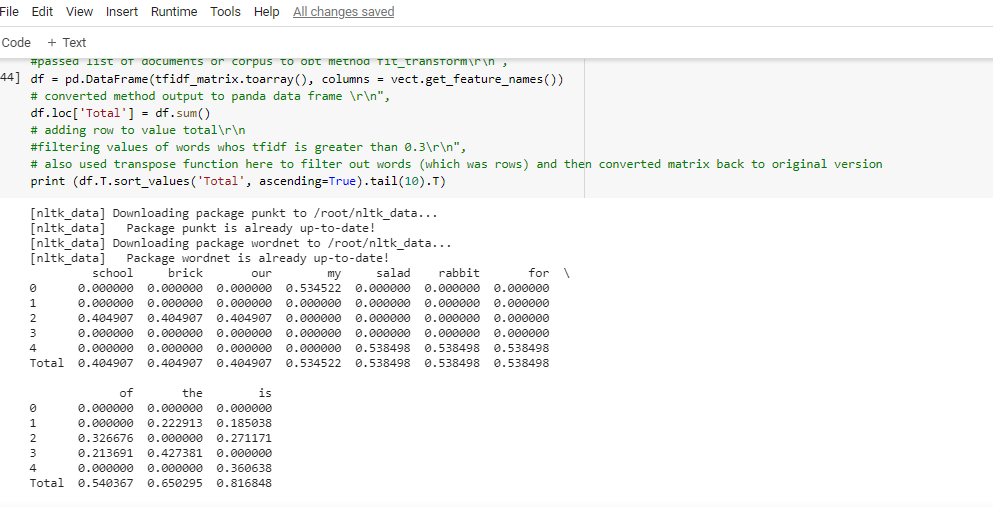 File Edit View Insert Runtime Tools Help All changes saved
Code + Text
#passed list of documents or corpus to obt method fit_transform\r\n ,
44] df = pd.DataFrame(tfidf_matrix.toarray(), columns = vect.get_feature_names())
# converted method output to panda data frame \r\n",
df.loc['Total'] = df.sum()
# adding row to value total\r\n
#filtering values of words whos tfidf is greater than 0.3\r\n",
# also used transpose function here to filter out words (which was rows) and then converted matrix back to original version
print (df.T.sort_values('Total', ascending=True).tail(10).T)
[nltk_data] Downloading package punkt to /root/nltk_data...
[nltk_data]   Package punkt is already up-to-date!
[nltk_data] Downloading package wordnet to /root/nltk_data...
[nltk_data]   Package wordnet is already up-to-date!
school brick our my salad rabbit for \
0 0.000000 0.000000 0.000000 0.534522 0.000000 0.000000 0.000000
1 0.000000 0.000000 0.000000 0.000000 0.000000 0.000000 0.000000
2 0.404907 0.404907 0.404907 0.000000 0.000000 0.000000 0.000000
3 0.000000 0.000000 0.000000 0.000000 0.000000 0.000000 0.000000
4 0.000000 0.000000 0.000000 0.000000 0.538498 0.538498 0.538498
Total 0.404907 0.404907 0.404907 0.534522 0.538498 0.538498 0.538498
of the is
0 0.000000 0.000000 0.000000
1 0.000000 0.222913 0.185038
2 0.326676 0.000000 0.271171
3 0.213691 0.427381 0.000000
4 0.000000 0.000000 0.360638
Total 0.540367 0.650295 0.816848